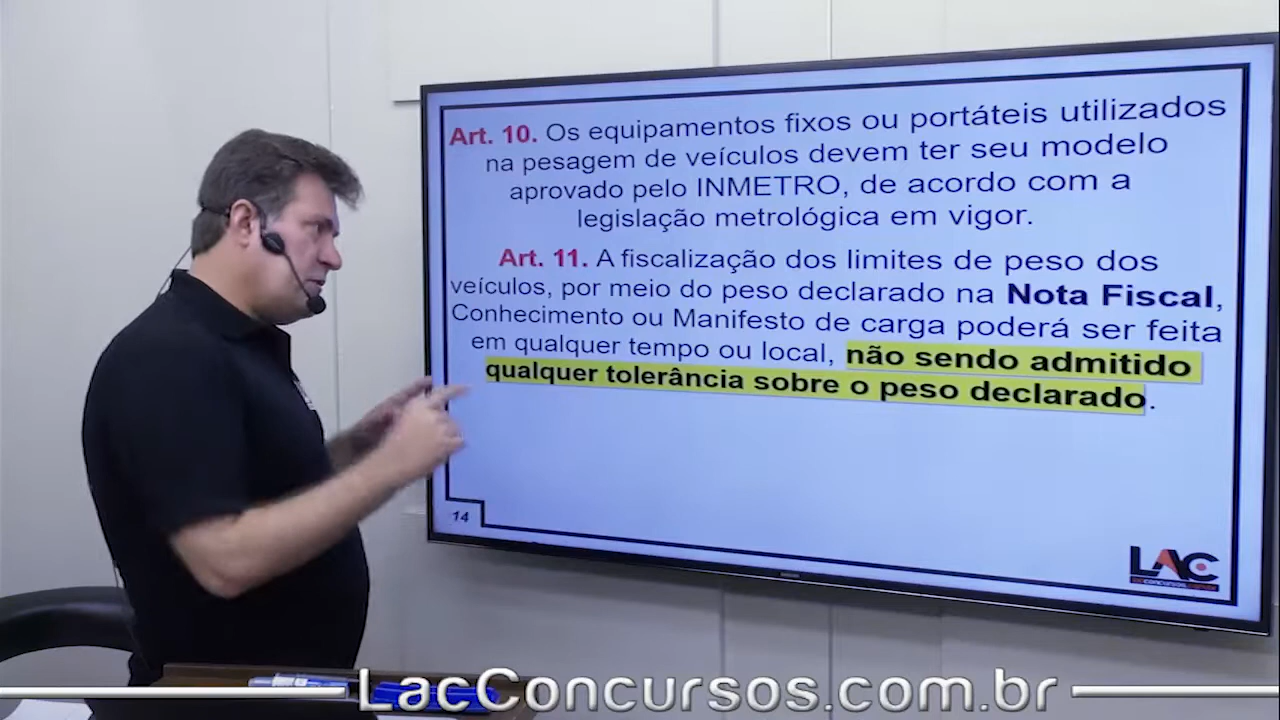 Art. 10. Os equipamentos fixos ou portáteis utilizados
na pesagem de veículos devem ter seu modelo
aprovado pelo INMETRO, de acordo com a
legislação metrológica em vigor.
Art. 11. A fiscalização dos limites de peso dos
veículos, por meio do peso declarado na Nota Fiscal,
Conhecimento ou Manifesto de carga poderá ser feita
em qualquer tempo ou local, não sendo admitido
qualquer tolerância sobre o peso declarado.
14
LAC
LacConcursos.com.br